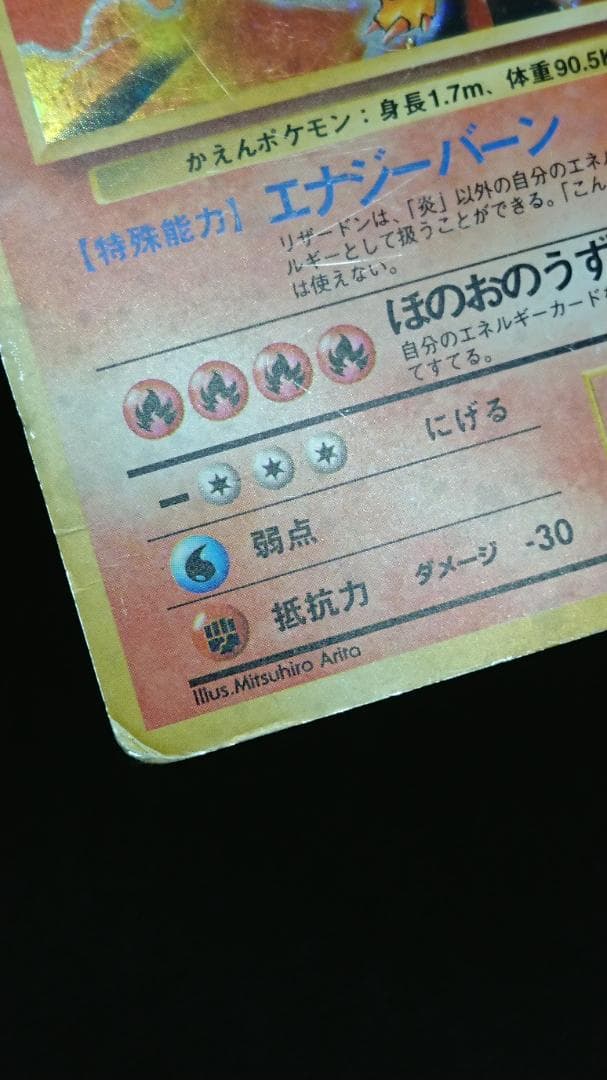 かえんポケモン：身長1.7m、体重90.5k
【特殊能力】エナジーバーン
リザードンは、「炎」以外の自分のエネル
ルギーとして扱うことができる。「こん
は使えない。
ほのおのうず
自分のエネルギーカード
てすてる。
にげる
弱点
抵抗力 ダメージ -30
Illus.Mitsuhiro Arita